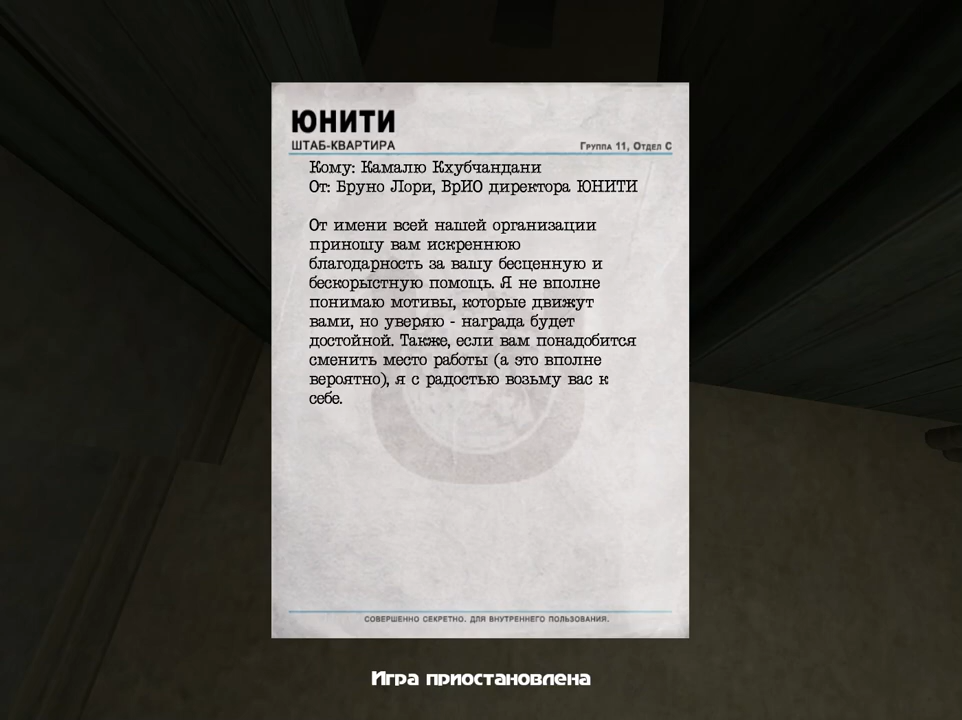 ЮНИТИ
ШТАБ-КВАРТИРА
Группа 11, Отдел С
Кому: Камалю Кхубчандани
От: Бруно Лори, ВрИО директора ЮНИТИ
От имени всей нашей организации
приношу вам искреннюю
благодарность за вашу бесценную и
бескорыстную помощь. Я не вполне
понимаю мотивы, которые движут
вами, но уверяю - награда будет
достойной. Также, если вам понадобится
сменить место работы (а это вполне
вероятно), я с радостью возьму вас к
себе.
СОВЕРШЕННО СЕКРЕТНО. ДЛЯ ВНУТРЕННЕГО ПОЛЬЗОВАНИЯ.
Игра приостановлена